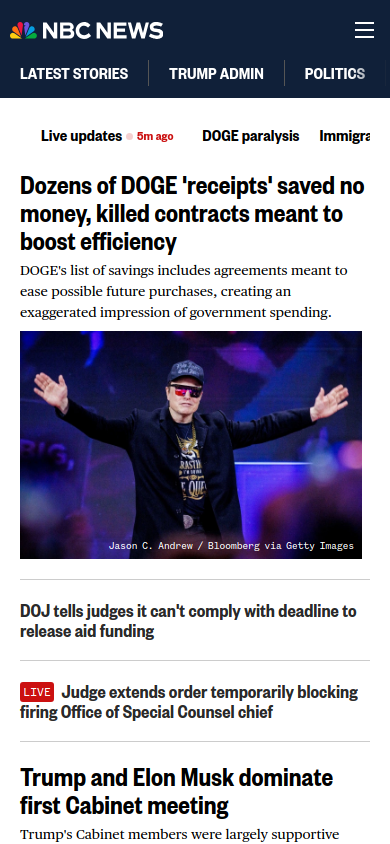 NBC NEWS
LATEST STORIES
TRUMP ADMIN
POLITICS
Live updates 5m ago
DOGE paralysis
Immigra
Dozens of DOGE 'receipts' saved no
money, killed contracts meant to
boost efficiency
DOGE's list of savings includes agreements meant to
ease possible future purchases, creating an
exaggerated impression of government spending.
Jason C. Andrew / Bloomberg via Getty Images
DOJ tells judges it can't comply with deadline to
release aid funding
LIVE Judge extends order temporarily blocking
firing Office of Special Counsel chief
Trump and Elon Musk dominate
first Cabinet meeting
Trump's Cabinet members were largely supportive